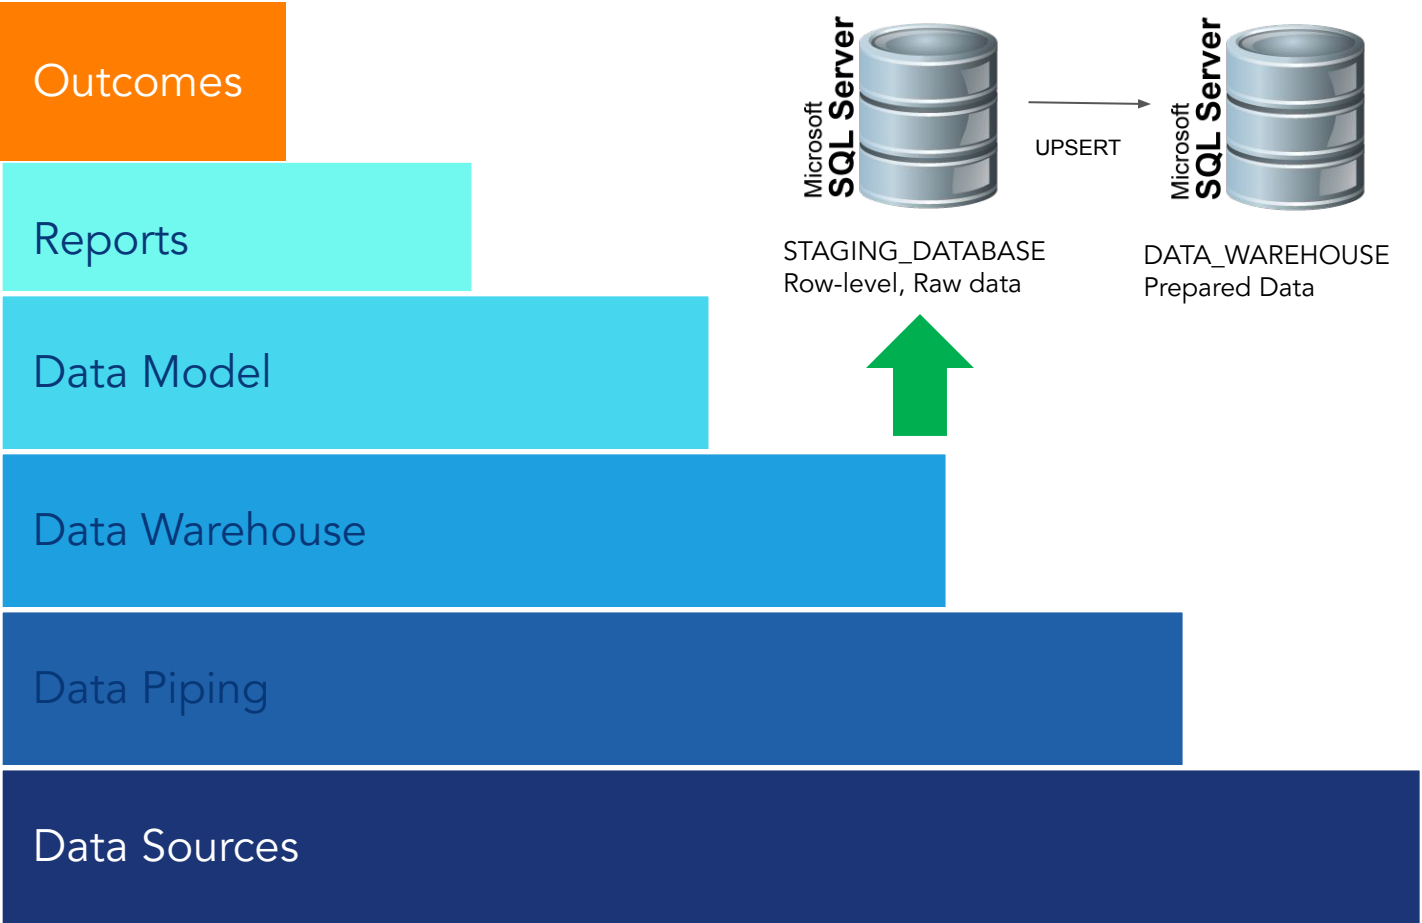 Outcomes
Reports
Data Model
Data Warehouse
Data Piping
Data Sources
Microsoft
SQL Server
UPSERT
Microsoft
SQL Server
STAGING_DATABASE
Row-level, Raw data
DATA_WAREHOUSE
Prepared Data